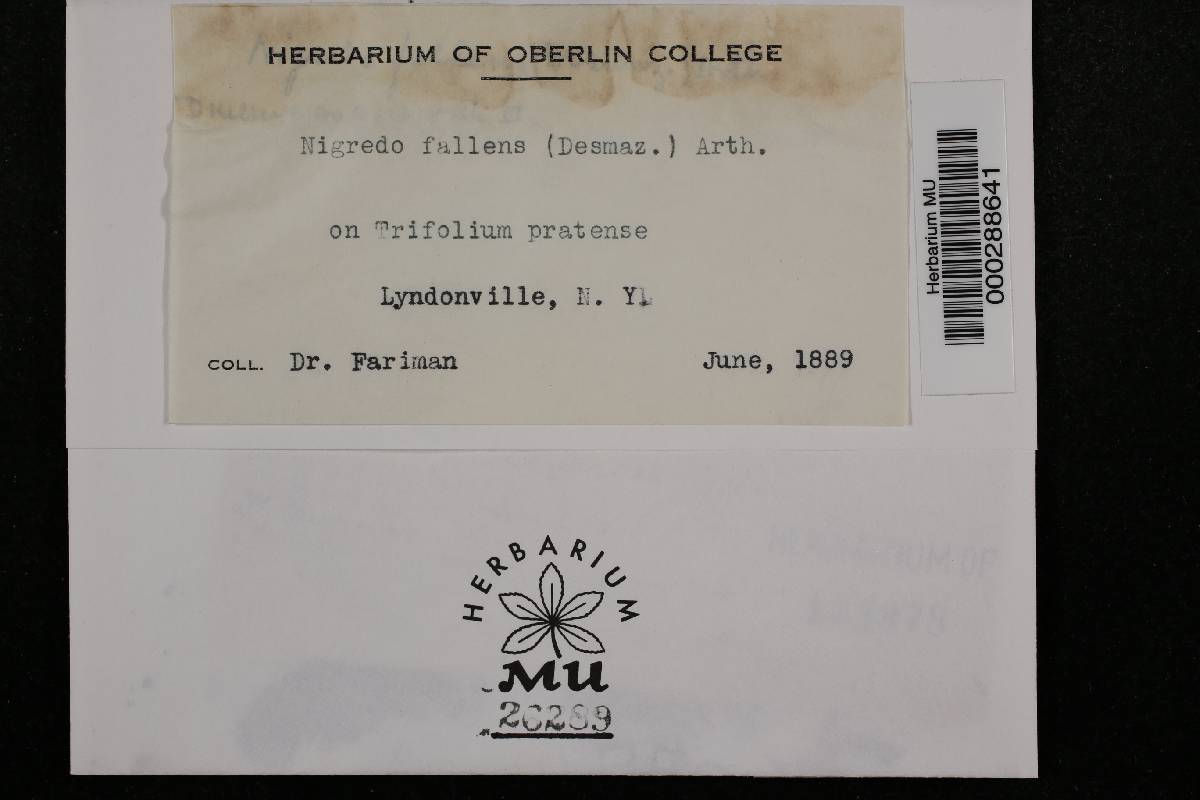 HERBARIUM OF OBERLIN COLLEGE
Nigredo fallens (Desmaz.) Arth.
on Trifolium pratense
Lyndonville, N. Y.
COLL. Dr. Fariman June, 1889
Herbarium MU
000288641
HERBARIUM
MU
26289